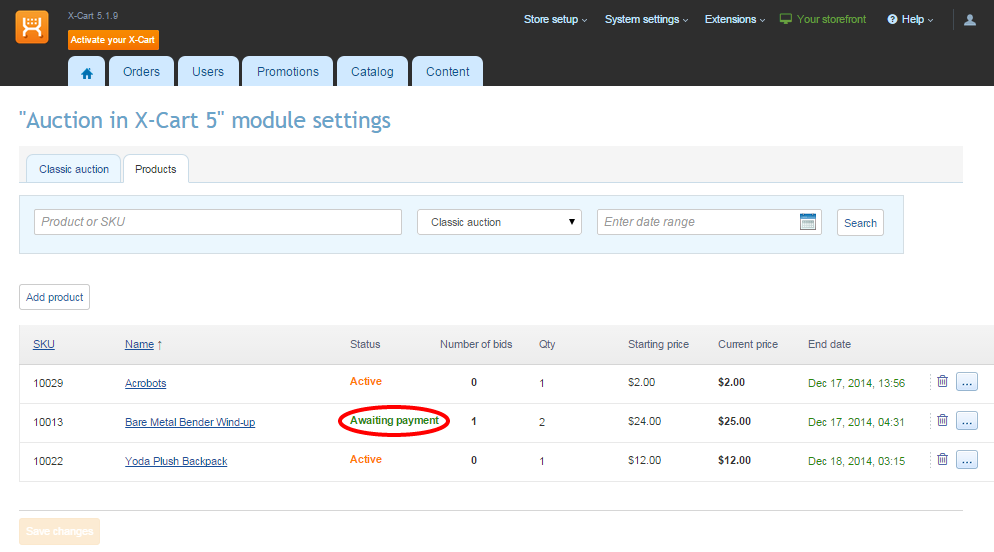 X-Cart 5.1.9
Activate your X-Cart
Store setup System settings Extensions Your storefront Help
Orders Users Promotions Catalog Content
"Auction in X-Cart 5" module settings
Classic auction Products
Product or SKU Classic auction Enter date range Search
Add product
SKU Name ↑ Status Number of bids Qty Starting price Current price End date
10029 Acrobots Active 0 1 $2.00 $2.00 Dec 17, 2014, 13:56 ...
10013 Bare Metal Bender Wind-up Awaiting payment 1 2 $24.00 $25.00 Dec 17, 2014, 04:31 ...
10022 Yoda Plush Backpack Active 0 1 $12.00 $12.00 Dec 18, 2014, 03:15 ...
Save changes